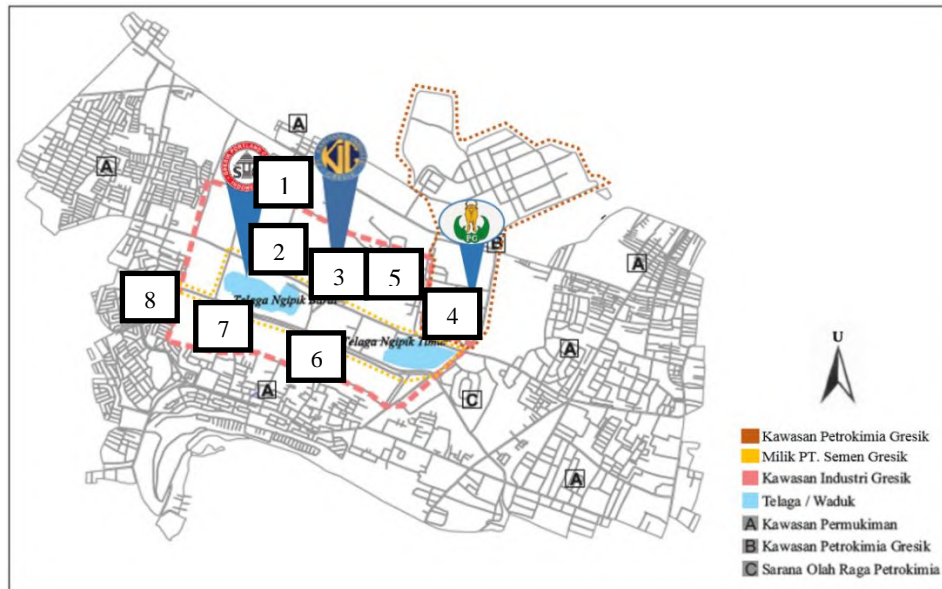 A
A
KIG
1
2
3
5
PG
B
A
8
Telaga Ngipik Barat
7
4
6
Telaga Ngipik Timur
A
A
C
A
U
Kawasan Petrokimia Gresik
Milik PT. Semen Gresik
Kawasan Industri Gresik
Telaga / Waduk
A Kawasan Permukiman
B Kawasan Petrokimia Gresik
C Sarana Olah Raga Petrokimia